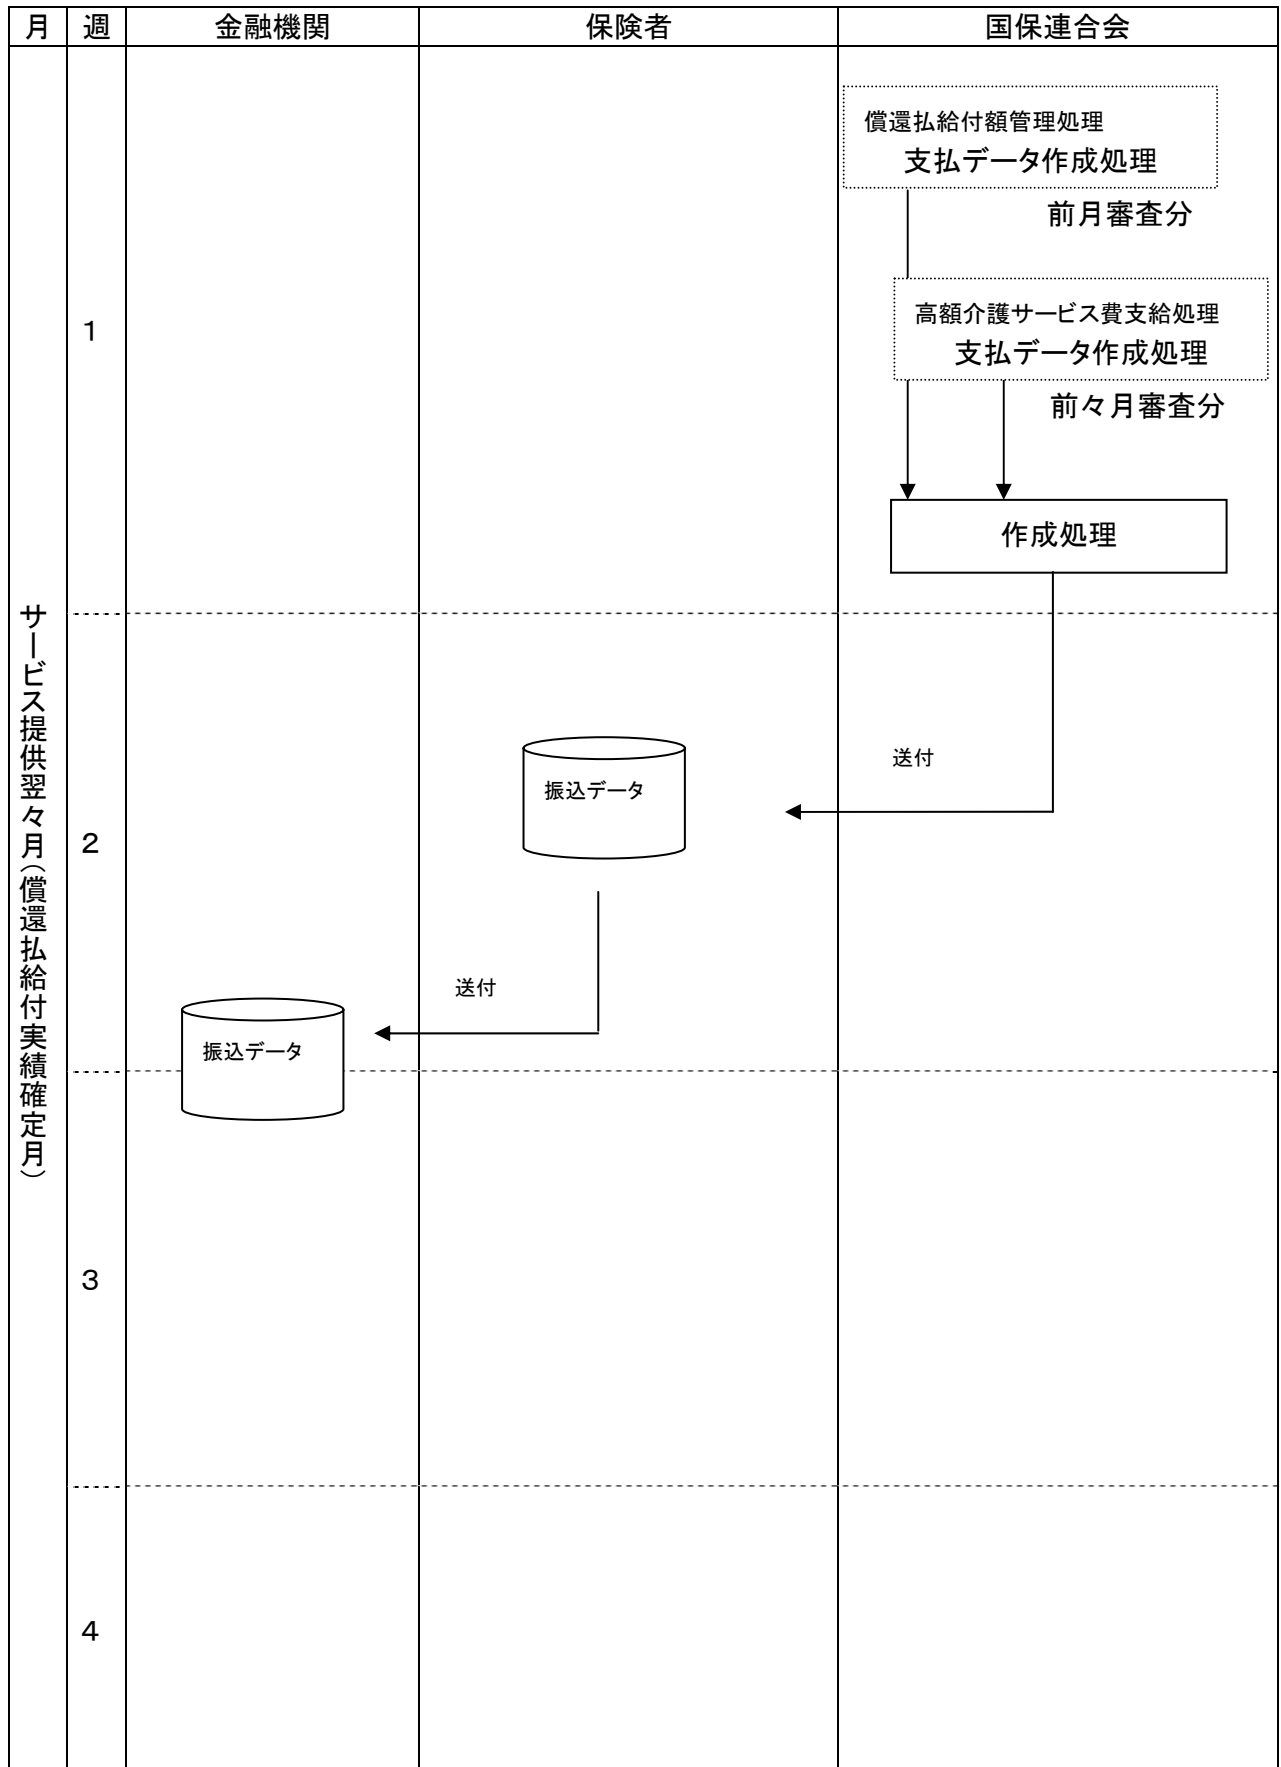 月 週 金融機関 保険者 国保連合会
償還払給付額管理処理
支払データ作成処理
前月審査分
高額介護サービス費支給処理
支払データ作成処理
前々月審査分
1
作成処理
サービス提供翌々月（償還払給付実績確定月）
送付
振込データ
2
送付
振込データ
3
4